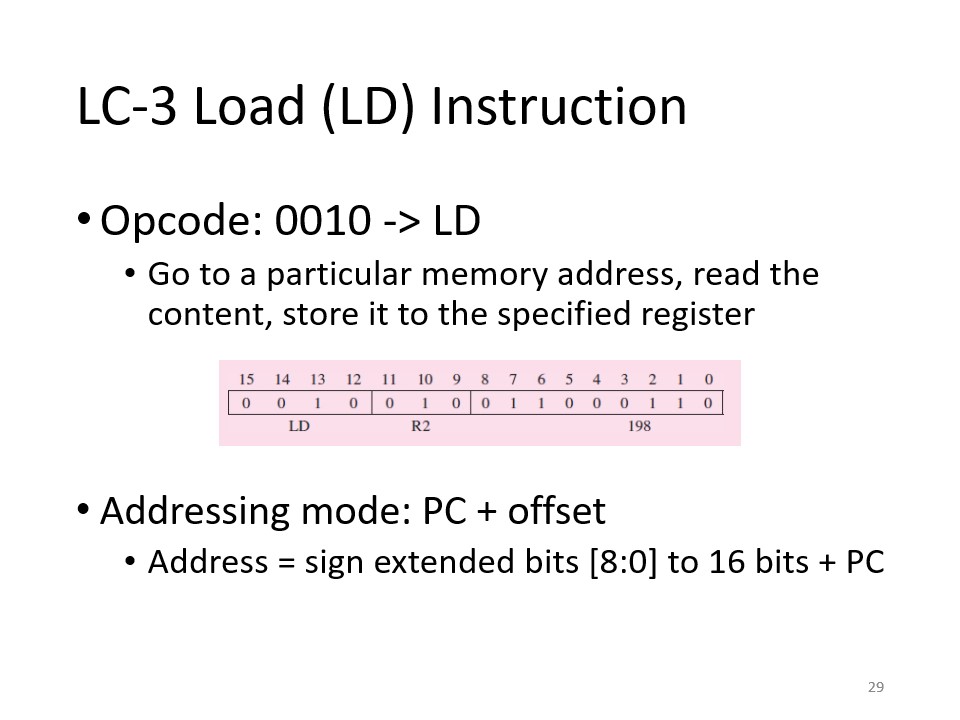 LC-3 Load (LD) Instruction
• Opcode: 0010 -> LD
• Go to a particular memory address, read the
content, store it to the specified register
15 14 13 12 11 10 9 8 7 6 5 4 3 2 1 0
0 0 1 0 0 1 0 0 1 1 0 0 0 1 1 0
LD R2 198
• Addressing mode: PC + offset
• Address = sign extended bits [8:0] to 16 bits + PC
29